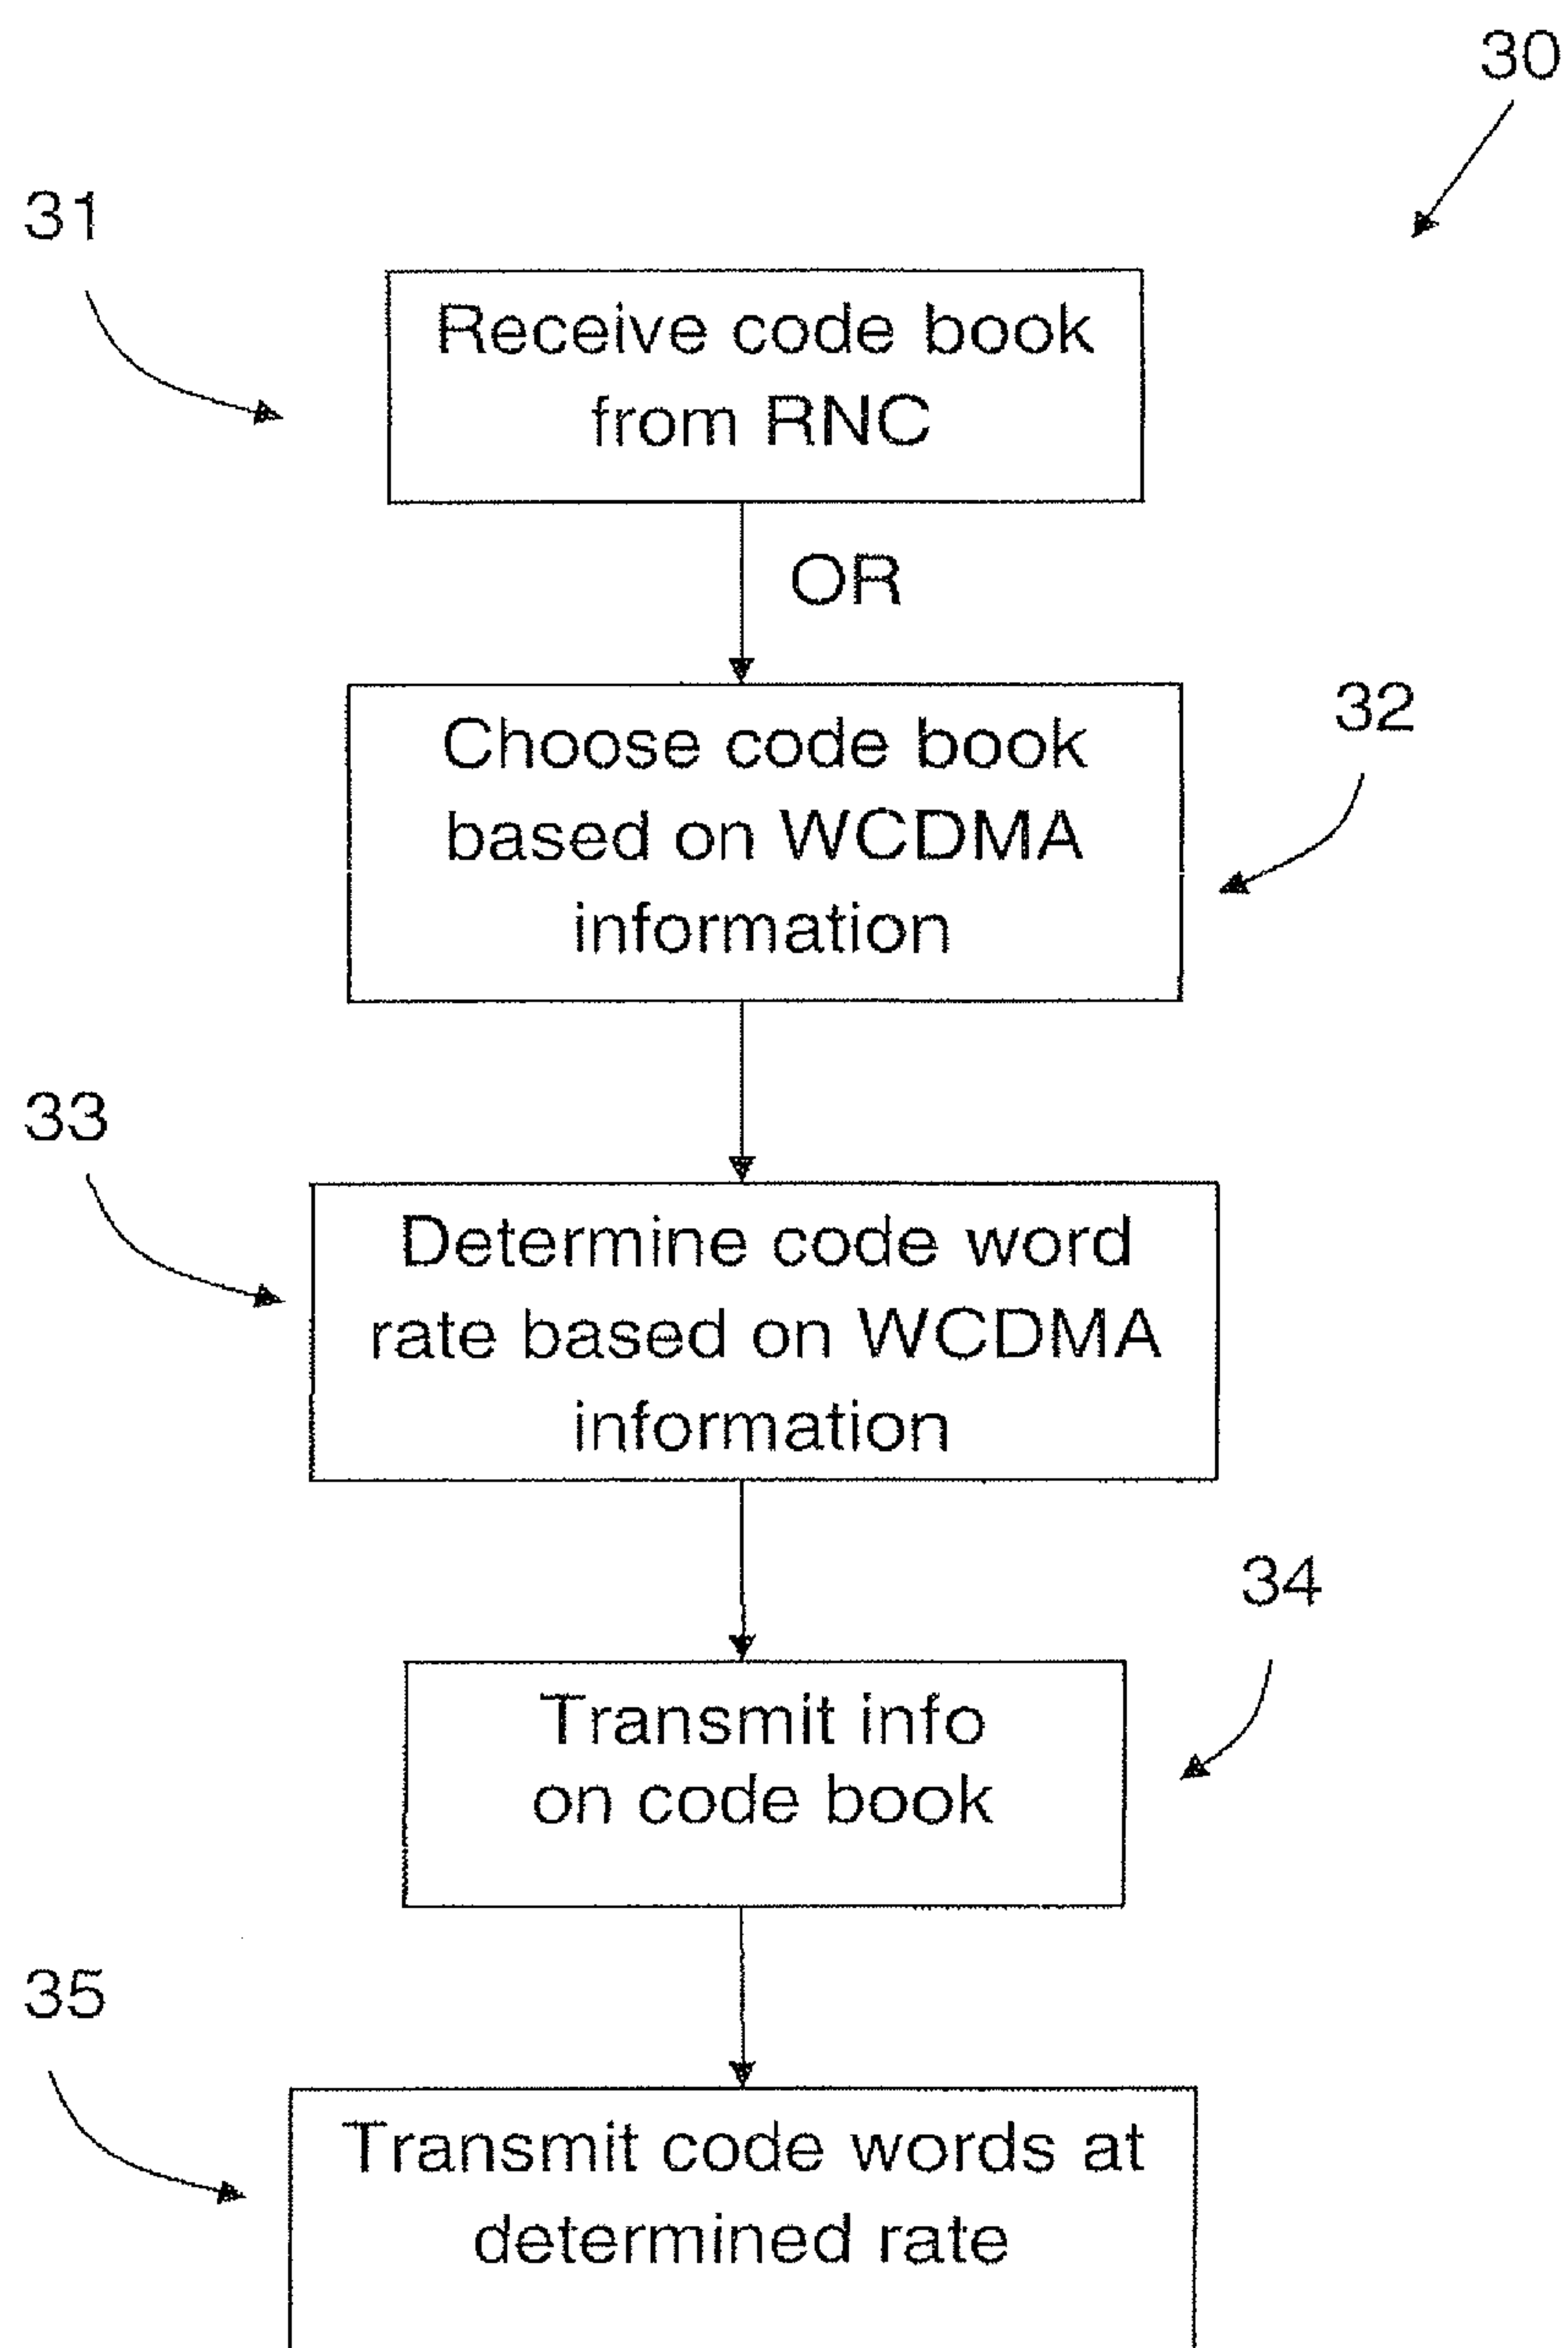 30
31
Receive code book
from RNC
OR
Choose code book
based on WCDMA
information
32
33
Determine code word
rate based on WCDMA
information
34
Transmit info
on code book
35
Transmit code words at
determined rate